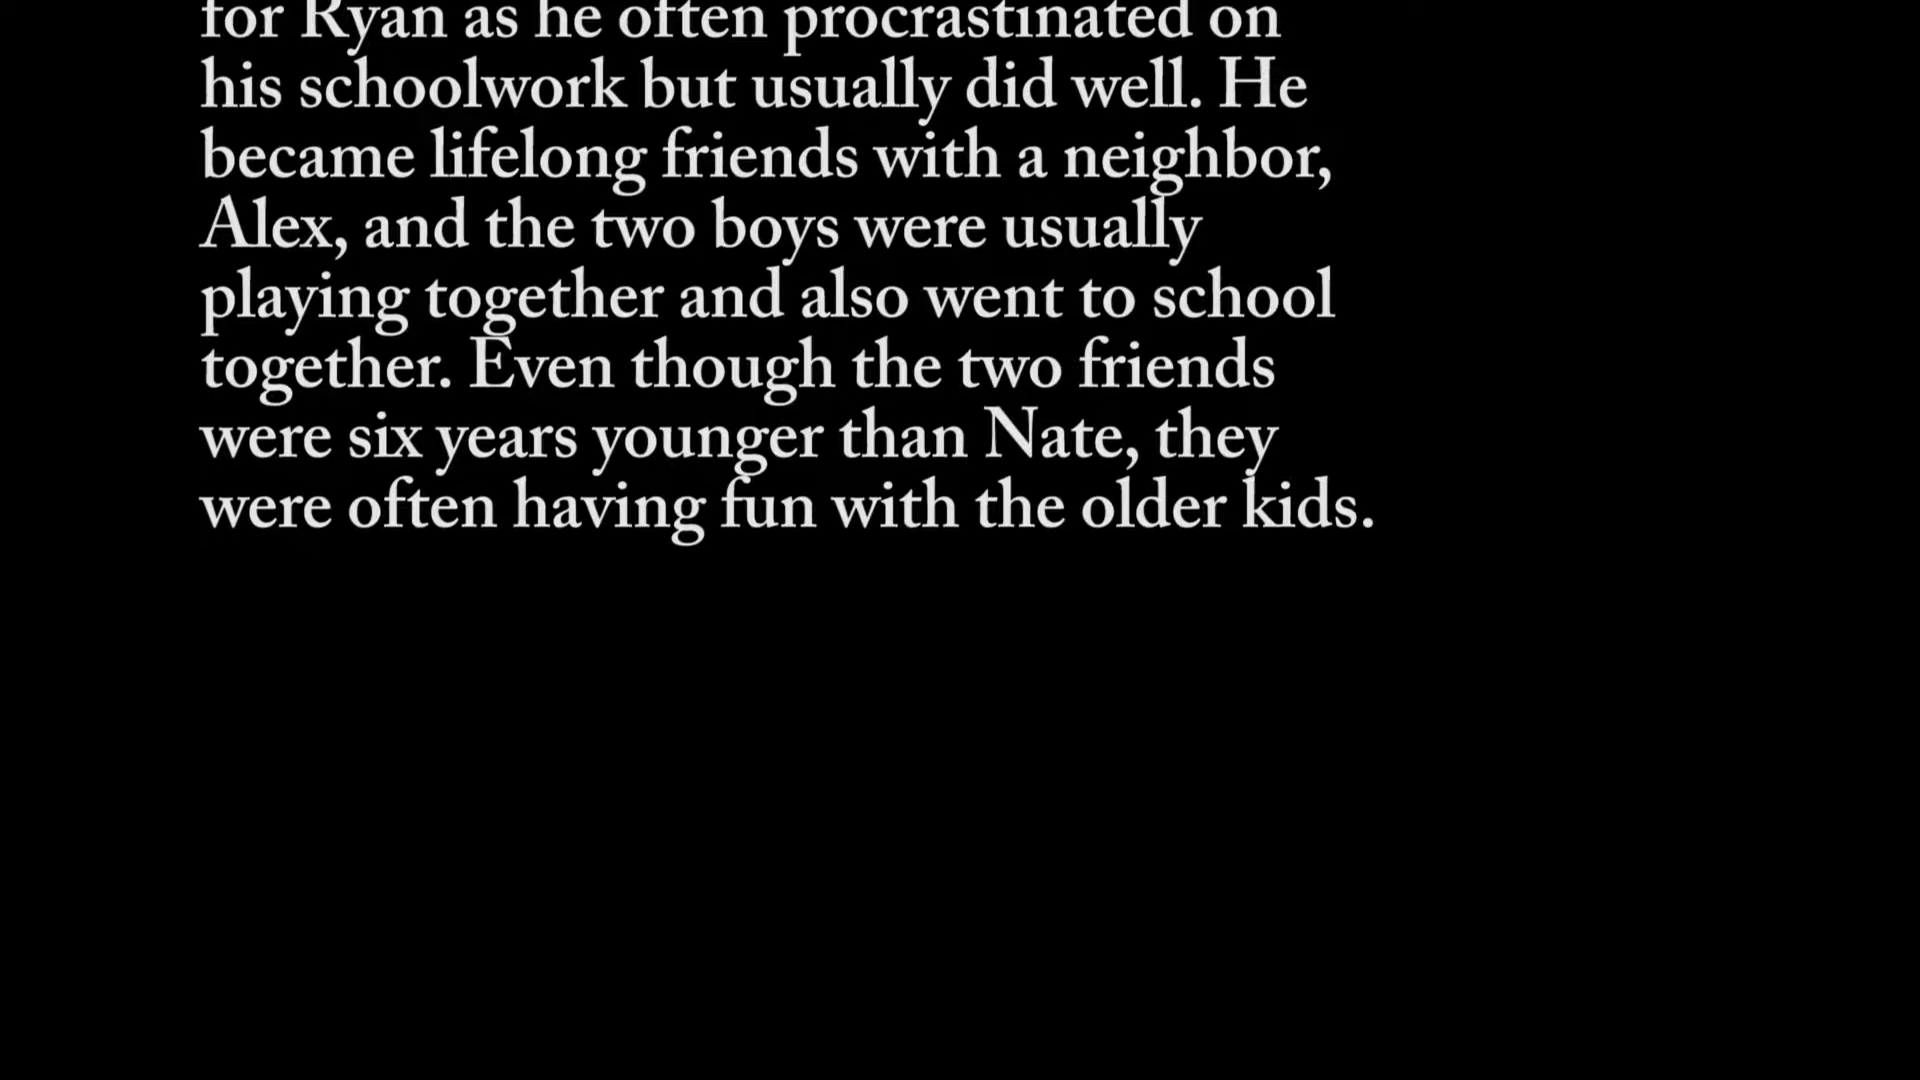 for Ryan as he often procrastinated on
his schoolwork but usually did well. He
became lifelong friends with a neighbor,
Alex, and the two boys were usually
playing together and also went to school
together. Even though the two friends
were six years younger than Nate, they
were often having fun with the older kids.